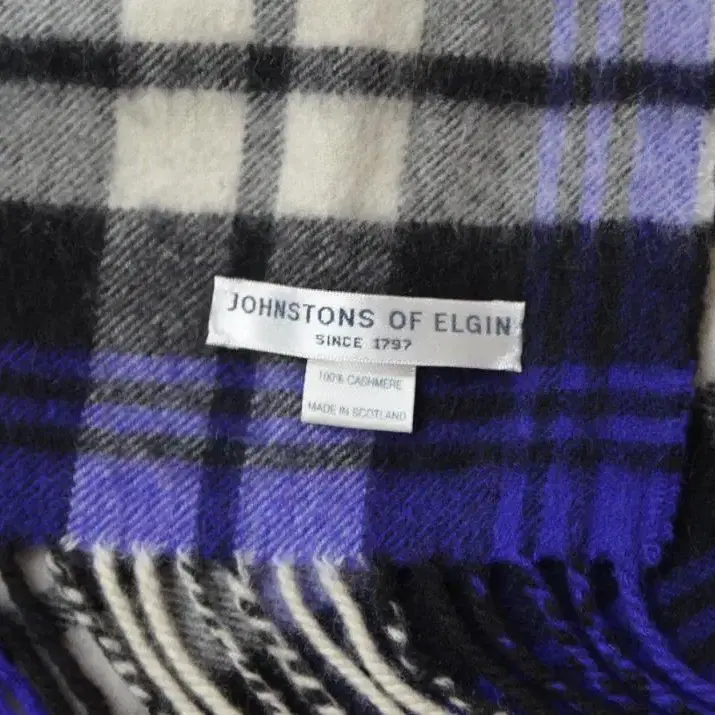 JOHNSTONS OF ELGIN
SINCE 1797
100% CASHMERE
MADE IN SCOTLAND